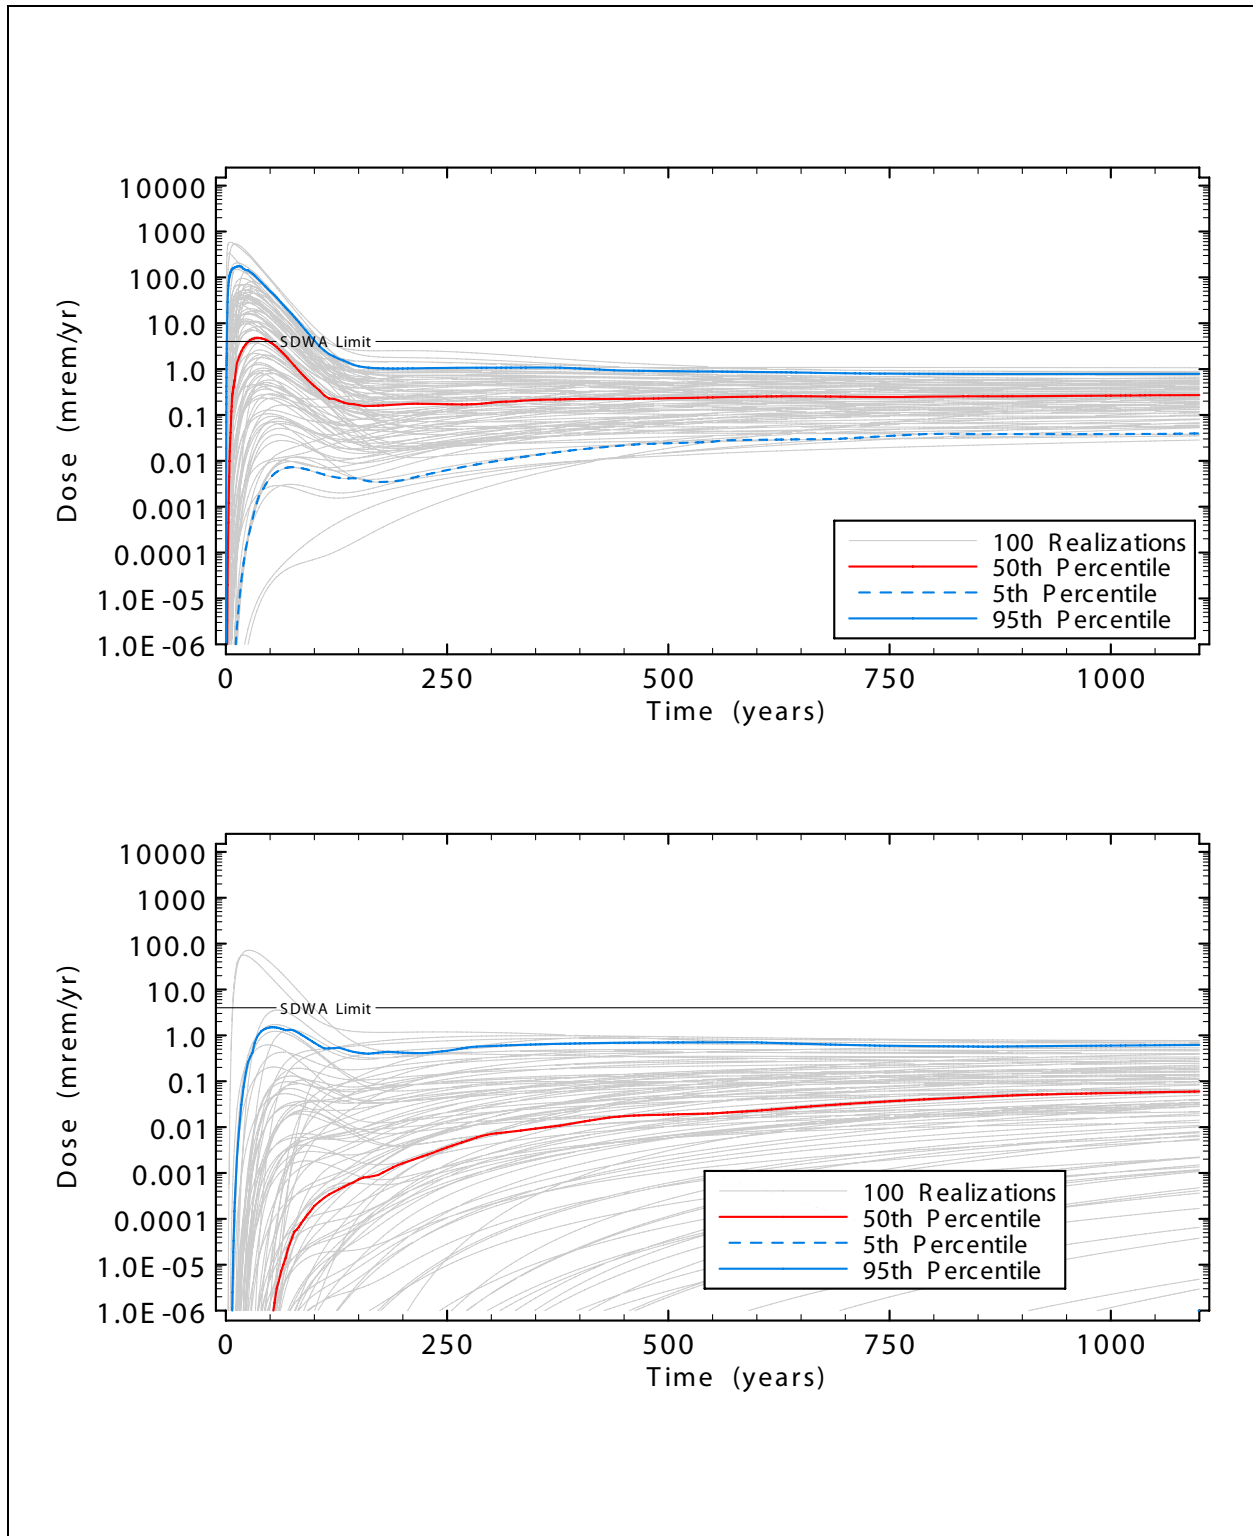 10000
1000
100.0
10.0
1.0
0.1
0.01
0.001
0.0001
1.0E-05
1.0E-06
Dose (mrem/yr)
SDWA Limit
100 Realizations
50th Percentile
5th Percentile
95th Percentile
0 250 500 750 1000
Time (years)
10000
1000
100.0
10.0
1.0
0.1
0.01
0.001
0.0001
1.0E-05
1.0E-06
Dose (mrem/yr)
SDWA Limit
100 Realizations
50th Percentile
5th Percentile
95th Percentile
0 250 500 750 1000
Time (years)